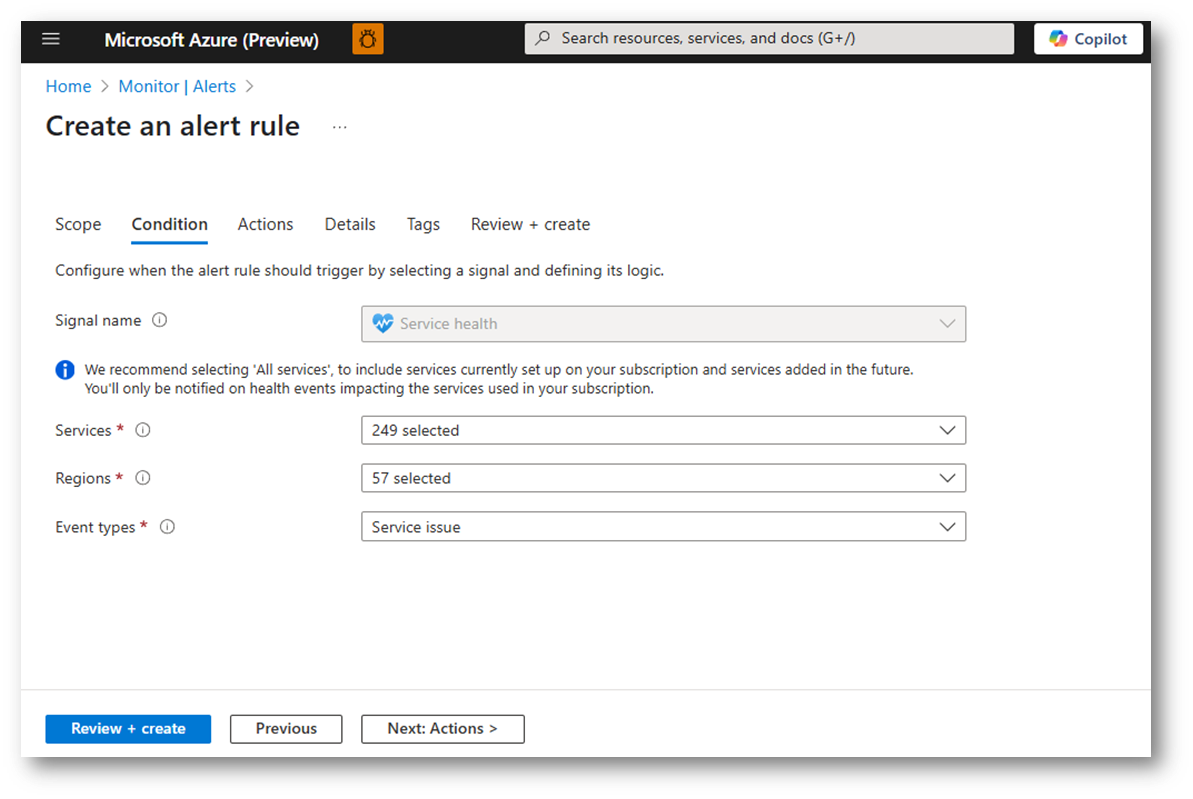 Microsoft Azure (Preview)
Search resources, services, and docs (G+/)
Copilot
Home > Monitor | Alerts >
Create an alert rule ...
Scope Condition Actions Details Tags Review + create
Configure when the alert rule should trigger by selecting a signal and defining its logic.
Signal name
Service health
We recommend selecting 'All services', to include services currently set up on your subscription and services added in the future.
You'll only be notified on health events impacting the services used in your subscription.
Services *
249 selected
Regions *
57 selected
Event types *
Service issue
Review + create
Previous
Next: Actions >